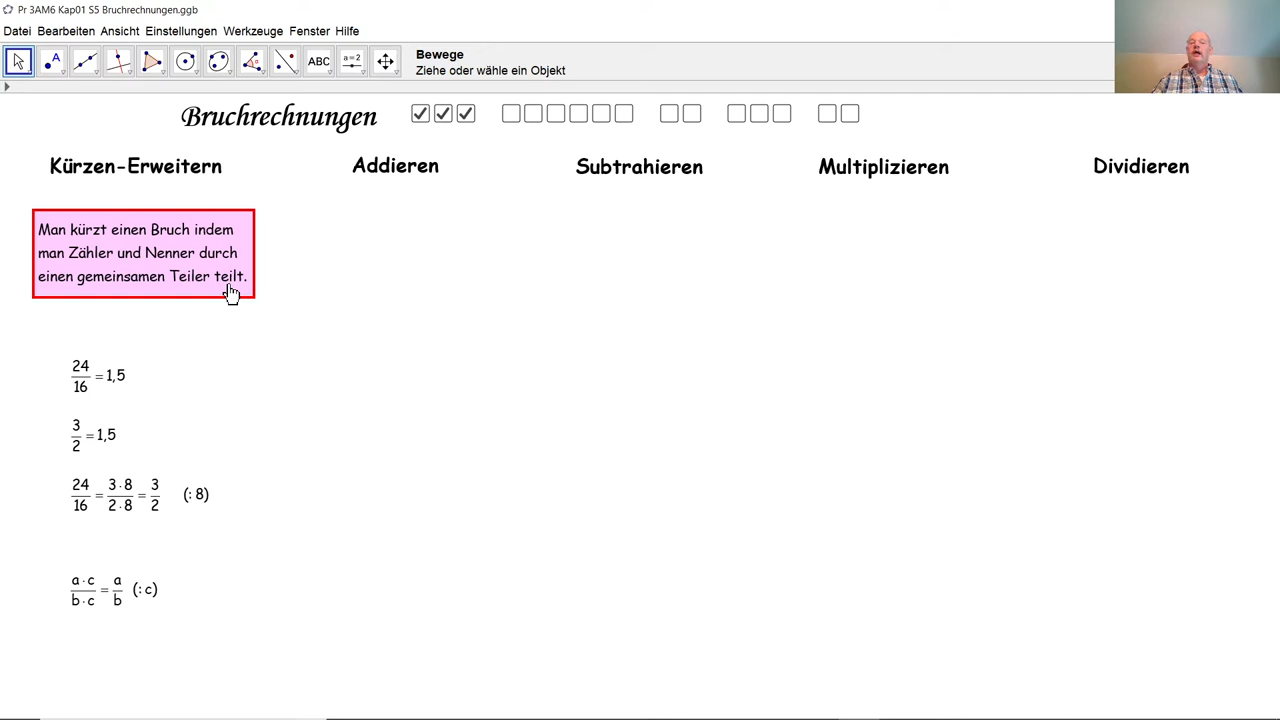 Pr 3AM6 Kap01 S5 Bruchrechnungen.ggb
Datei Bearbeiten Ansicht Einstellungen Werkzeuge Fenster Hilfe
A
ABC
a=2
Bewege
Ziehe oder wähle ein Objekt
Bruchrechnungen
Kürzen-Erweitern Addieren Subtrahieren Multiplizieren Dividieren
Man kürzt einen Bruch indem
man Zähler und Nenner durch
einen gemeinsamen Teiler teilt.
24/16 = 1,5
3/2 = 1,5
24/16 = 3·8/2·8 = 3/2 (: 8)
a·c/b·c = a/b (: c)